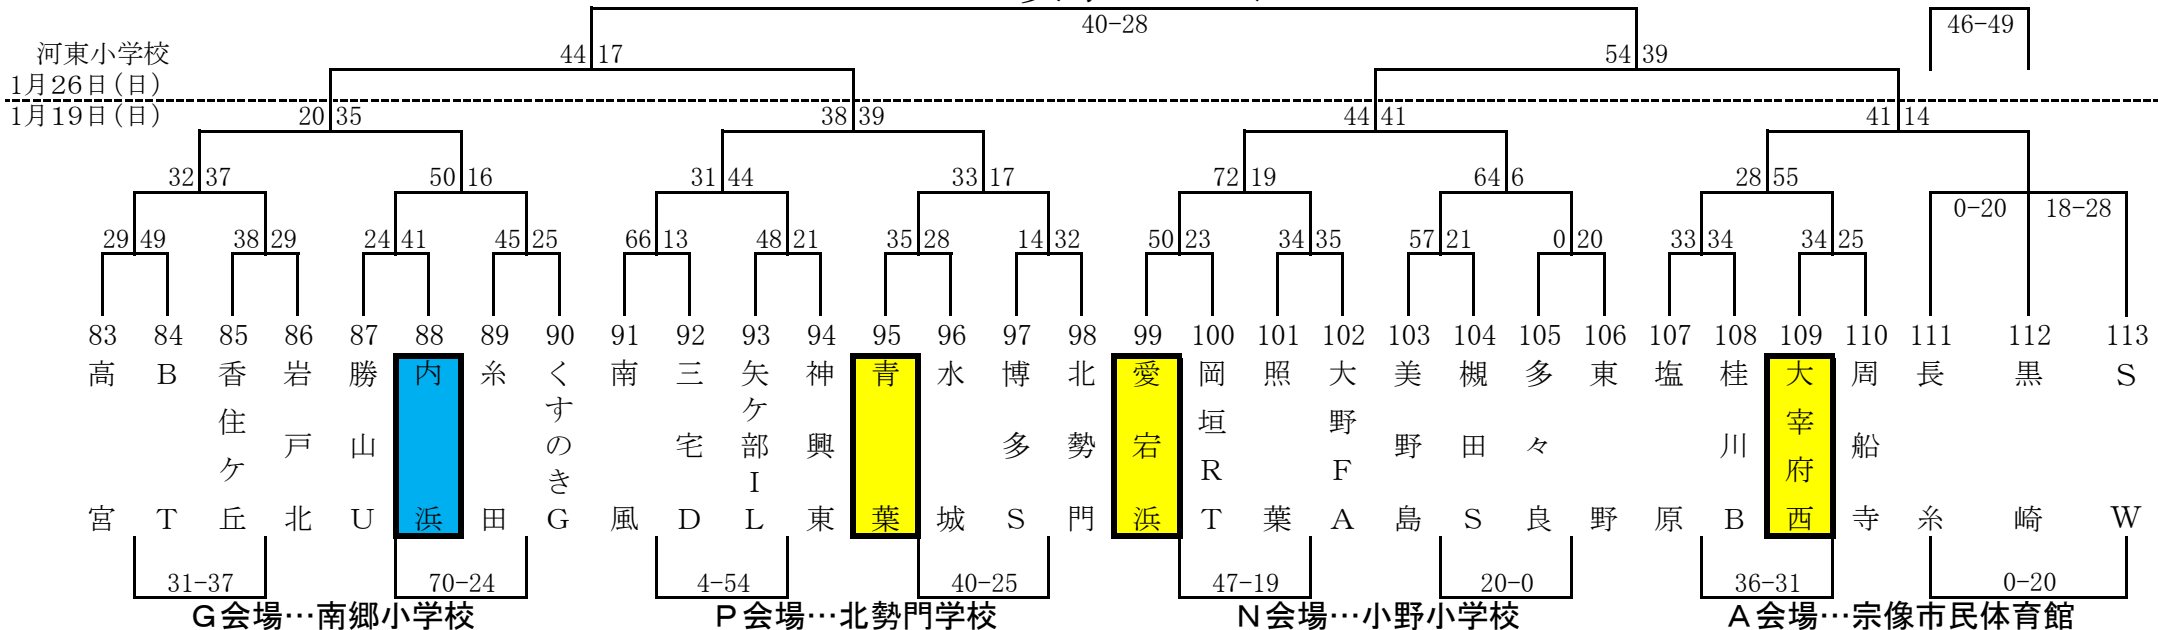 40-28
46-49
河東小学校
44 17
54 39
1月26日(日)
1月19日(日)
20 35
38 39
44 41
41 14
32 37
50 16
31 44
33 17
72 19
64 6
28 55
0-20
18-28
29 49
38 29
24 41
45 25
66 13
48 21
35 28
14 32
50 23
34 35
57 21
0 20
33 34
34 25
83 84 85 86 87 88 89 90 91 92 93 94 95 96 97 98 99 100 101 102 103 104 105 106 107 108 109 110 111 112 113
高宮
BT
香住ケ丘
岩戸北
勝山U
内浜
糸田
くすのきG
南風
三宅D
矢ケ部IL
神興東
青葉
水城
博多S
北勢門
愛宕浜
岡垣RT
照葉
大野FA
美野島
槻田S
多々良
東野
塩原
桂川B
大宰府西
周船寺
長糸
黒崎
SW
31-37
70-24
4-54
40-25
47-19
20-0
36-31
0-20
G会場…南郷小学校
P会場…北勢門学校
N会場…小野小学校
A会場…宗像市民体育館